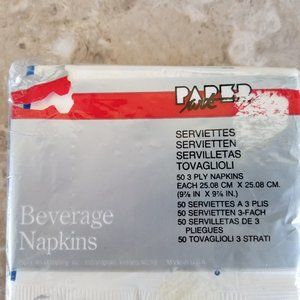 PAPER
art
SERVIETTES
SERVIETTEN
SERVILLETAS
TOVAGLIOLI
50 3 PLY NAPKINS
EACH 25.08 CM X 25.08 CM.
(9⅞ IN X 9⅞ IN.)
50 SERVIETTES A 3 PLIS
50 SERVIETTEN 3-FACH
50 SERVILLETAS DE 3
PLIEGUES
50 TOVAGLIOLI 3 STRATI
Beverage
Napkins